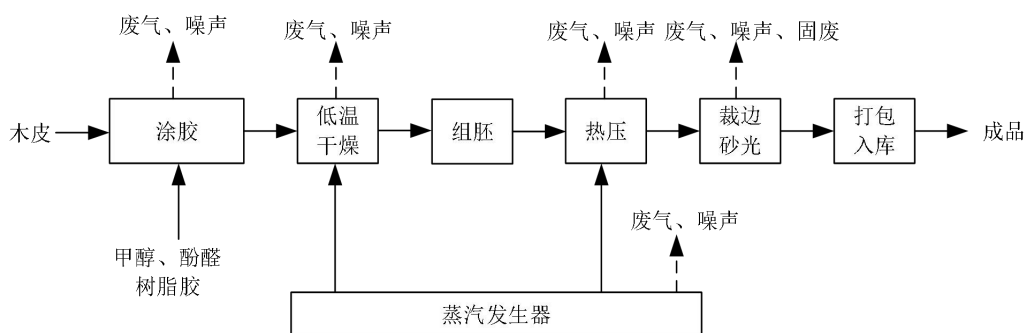 废气、噪声
废气、噪声
废气、噪声
废气、噪声、固废
木皮
涂胶
低温
干燥
组胚
热压
裁边
砂光
打包
入库
成品
甲醇、酚醛
树脂胶
废气、噪声
蒸汽发生器